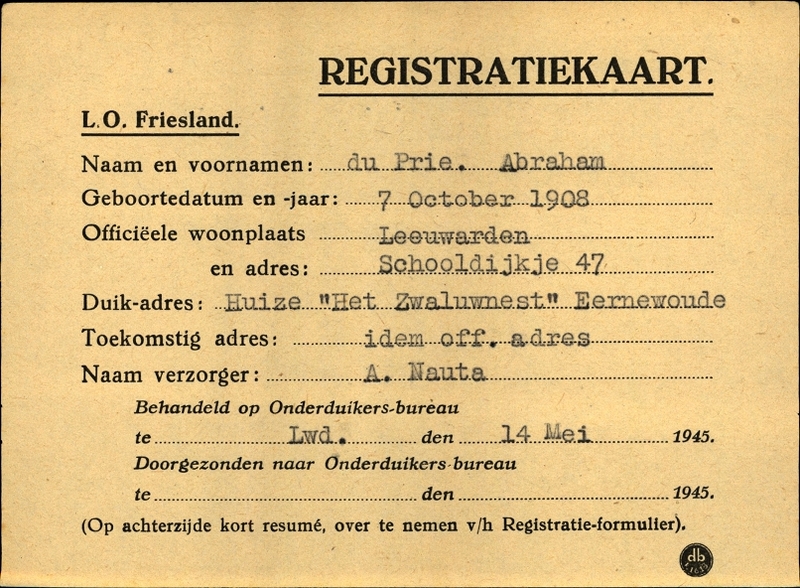 REGISTRATIEKAART.
L.O. Friesland.
Naam en voornamen: du Prie. Abraham
Geboortedatum en -jaar: 7 October 1908
Officiëele woonplaats Leeuwarden
en adres: Schooldijkje 47
Duik-adres: Huize "Het Zwaluwnest" Eernewoude
Toekomstig adres: idem off. adres
Naam verzorger: A. Nauta
Behandeld op Onderduikers-bureau
te Lwd. den 14 Mei 1945.
Doorgezonden naar Onderduikers-bureau
te den 1945.
(Op achterzijde kort resumé, over te nemen v/h Registratie-formulier).
db